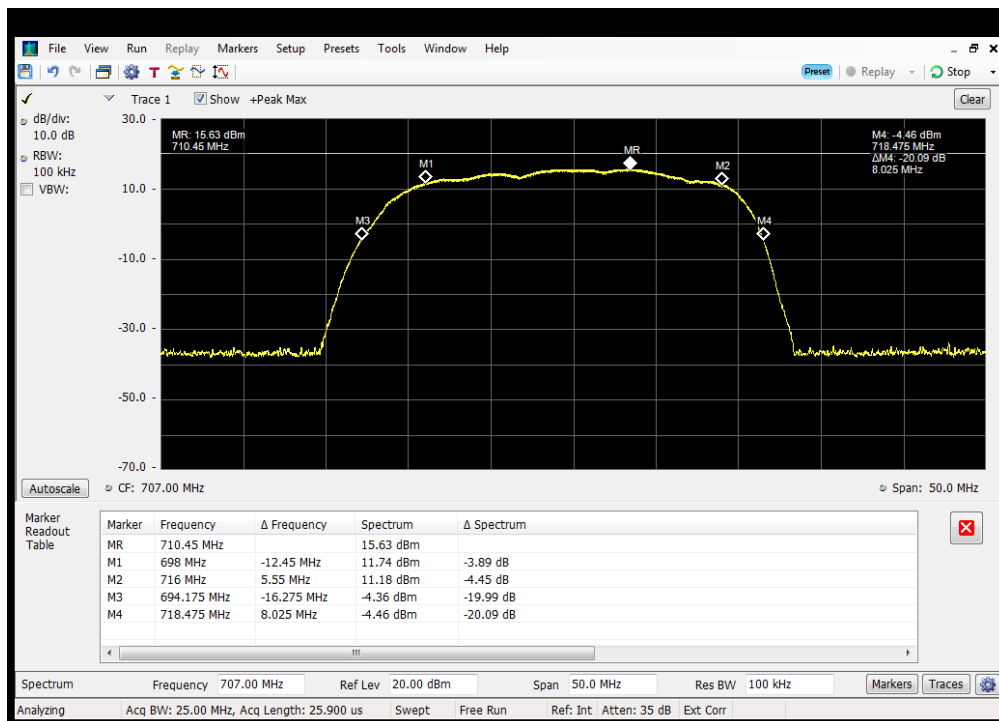 File View Run Replay Markers Setup Presets Tools Window Help
T Preset Replay Stop
Trace 1 Show +Peak Max Clear
dB/div:
10.0 dB
RBW:
100 kHz
VBW:
30.0
10.0
-10.0
-30.0
-50.0
-70.0
MR: 15.63 dBm
710.45 MHz
M4: -4.46 dBm
718.475 MHz
ΔM4: -20.09 dB
8.025 MHz
MR
M1
M2
M3
M4
Autoscale CF: 707.00 MHz Span: 50.0 MHz
Marker
Readout
Table
Marker Frequency Δ Frequency Spectrum Δ Spectrum
MR 710.45 MHz 15.63 dBm
M1 698 MHz -12.45 MHz 11.74 dBm -3.89 dB
M2 716 MHz 5.55 MHz 11.18 dBm -4.45 dB
M3 694.175 MHz -16.275 MHz -4.36 dBm -19.99 dB
M4 718.475 MHz 8.025 MHz -4.46 dBm -20.09 dB
Spectrum Frequency 707.00 MHz Ref Lev 20.00 dBm Span 50.0 MHz Res BW 100 kHz Markers Traces
Analyzing Acq BW: 25.00 MHz, Acq Length: 25.900 us Swept Free Run Ref: Int Atten: 35 dB Ext Corr